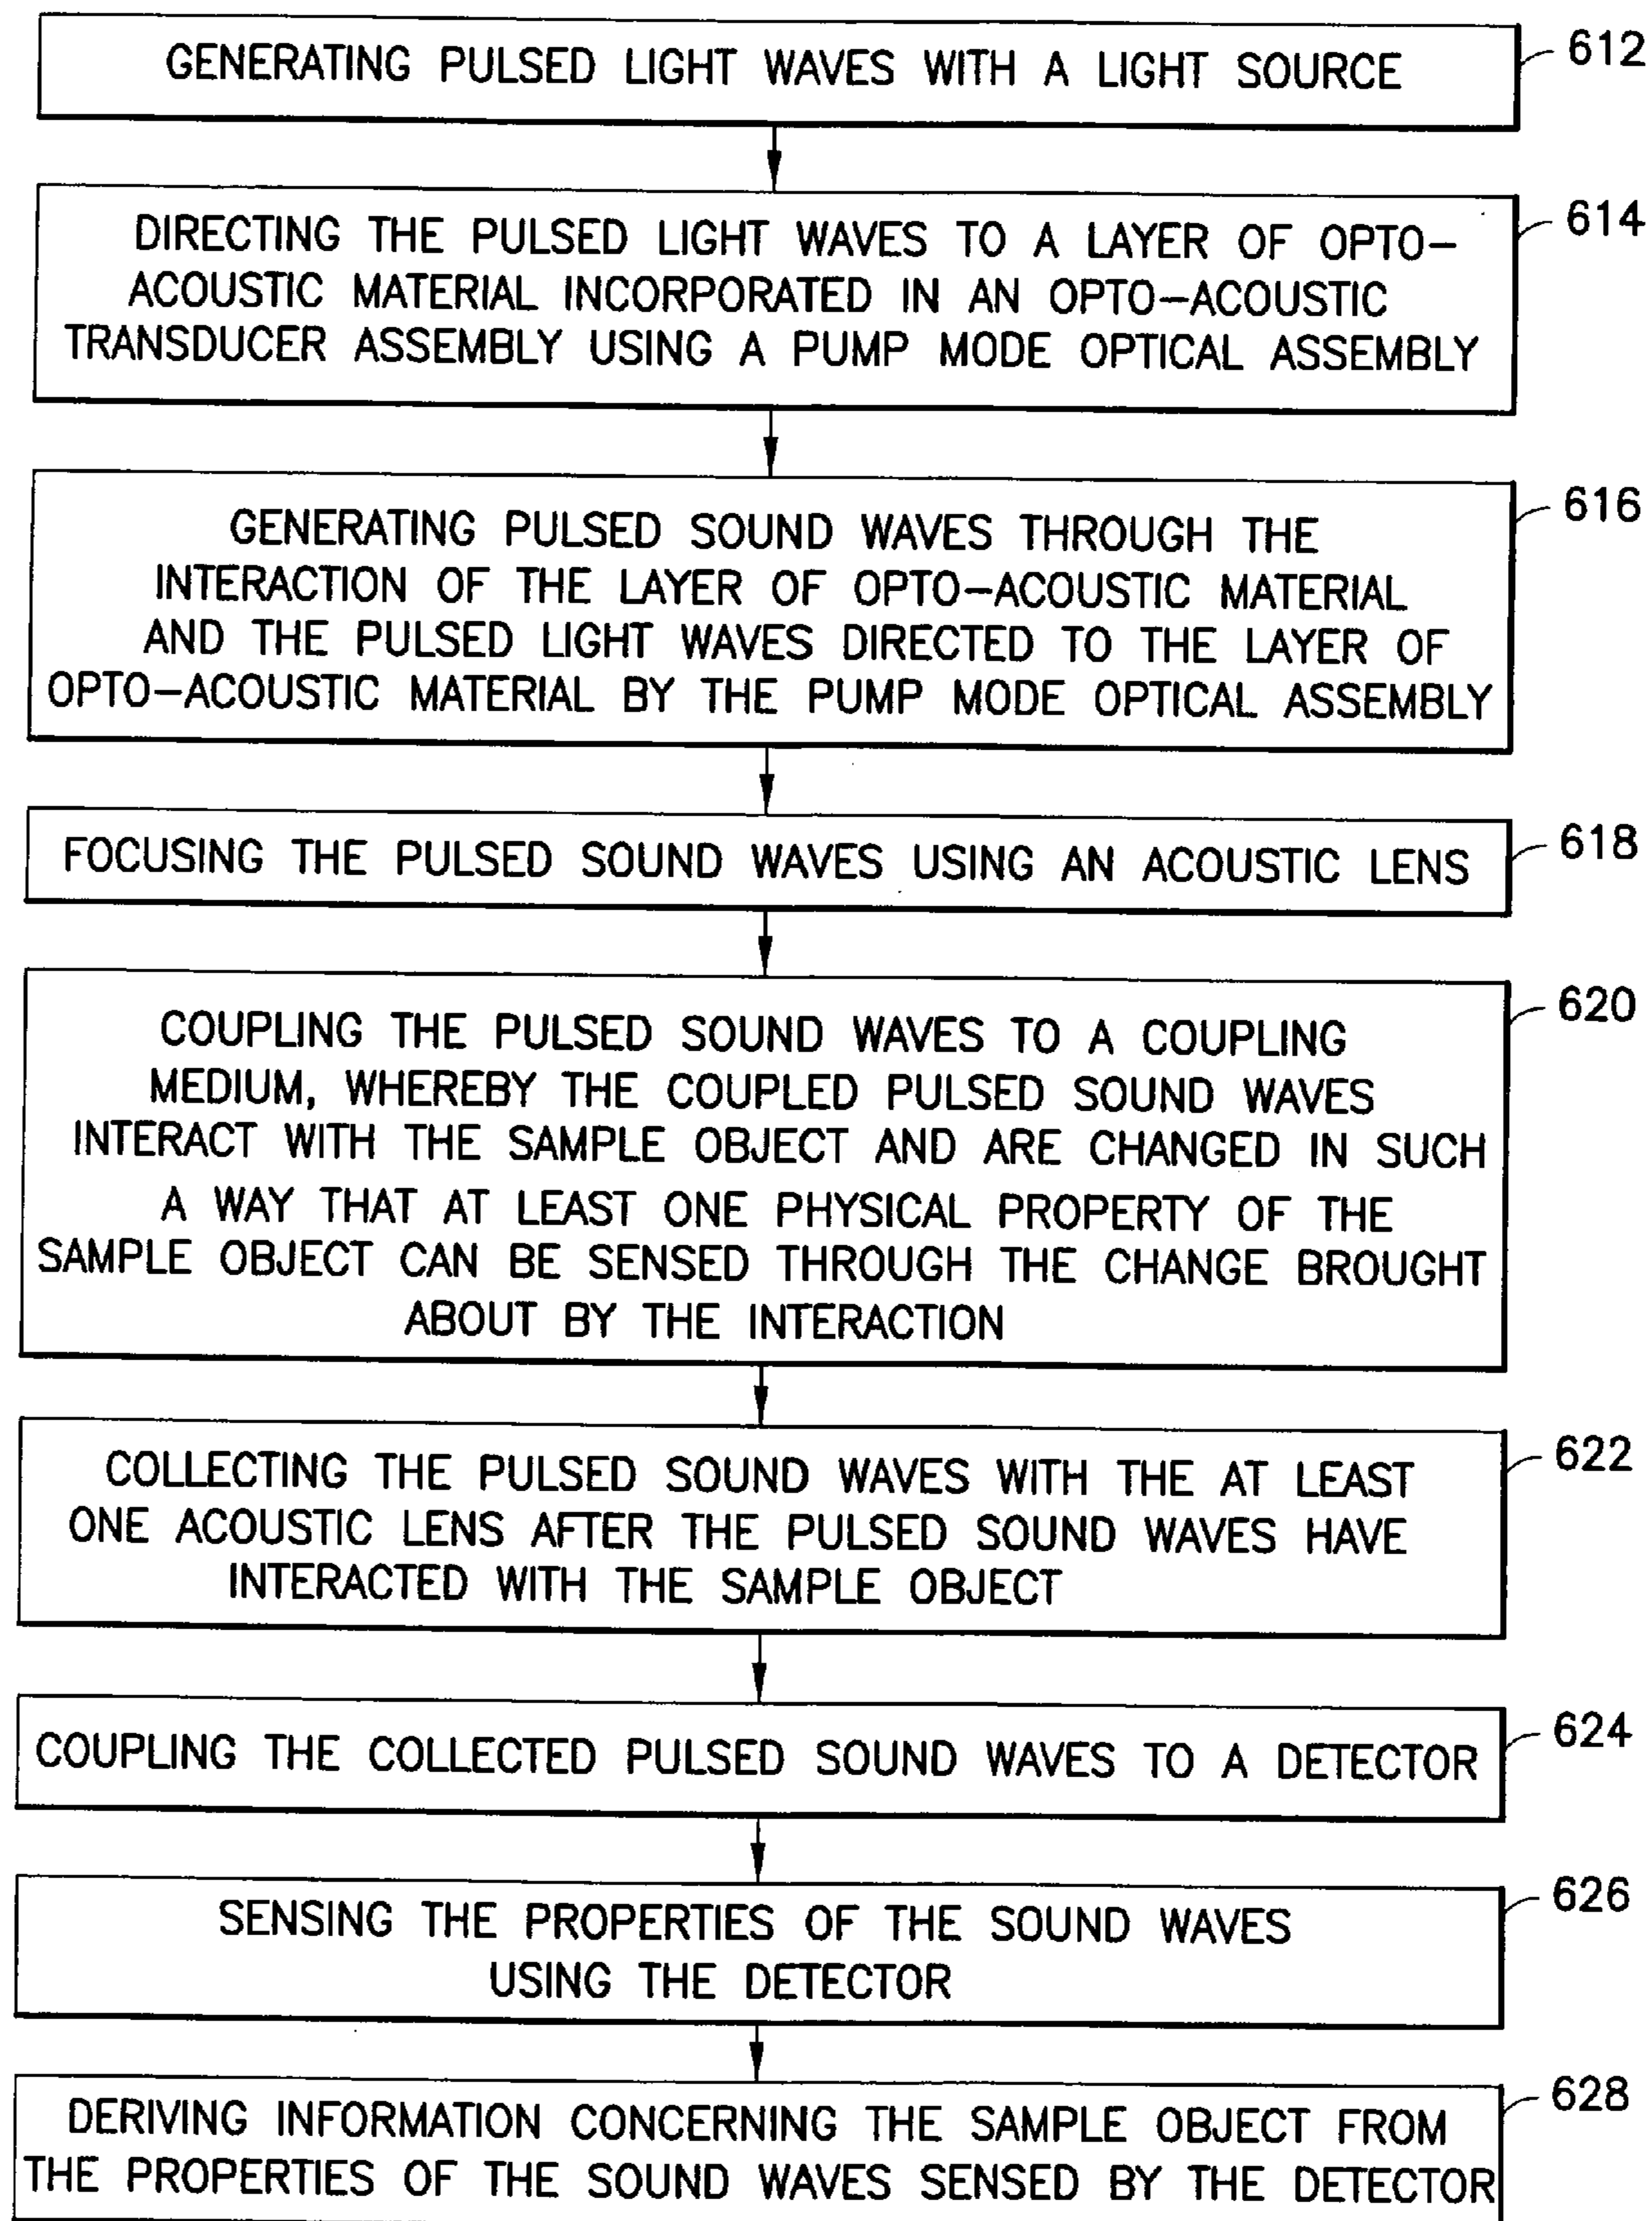 GENERATING PULSED LIGHT WAVES WITH A LIGHT SOURCE
612
DIRECTING THE PULSED LIGHT WAVES TO A LAYER OF OPTO-
ACOUSTIC MATERIAL INCORPORATED IN AN OPTO-ACOUSTIC
TRANSDUCER ASSEMBLY USING A PUMP MODE OPTICAL ASSEMBLY
614
GENERATING PULSED SOUND WAVES THROUGH THE
INTERACTION OF THE LAYER OF OPTO-ACOUSTIC MATERIAL
AND THE PULSED LIGHT WAVES DIRECTED TO THE LAYER OF
OPTO-ACOUSTIC MATERIAL BY THE PUMP MODE OPTICAL ASSEMBLY
616
FOCUSING THE PULSED SOUND WAVES USING AN ACOUSTIC LENS
618
COUPLING THE PULSED SOUND WAVES TO A COUPLING
MEDIUM, WHEREBY THE COUPLED PULSED SOUND WAVES
INTERACT WITH THE SAMPLE OBJECT AND ARE CHANGED IN SUCH
A WAY THAT AT LEAST ONE PHYSICAL PROPERTY OF THE
SAMPLE OBJECT CAN BE SENSED THROUGH THE CHANGE BROUGHT
ABOUT BY THE INTERACTION
620
COLLECTING THE PULSED SOUND WAVES WITH THE AT LEAST
ONE ACOUSTIC LENS AFTER THE PULSED SOUND WAVES HAVE
INTERACTED WITH THE SAMPLE OBJECT
622
COUPLING THE COLLECTED PULSED SOUND WAVES TO A DETECTOR
624
SENSING THE PROPERTIES OF THE SOUND WAVES
USING THE DETECTOR
626
DERIVING INFORMATION CONCERNING THE SAMPLE OBJECT FROM
THE PROPERTIES OF THE SOUND WAVES SENSED BY THE DETECTOR
628